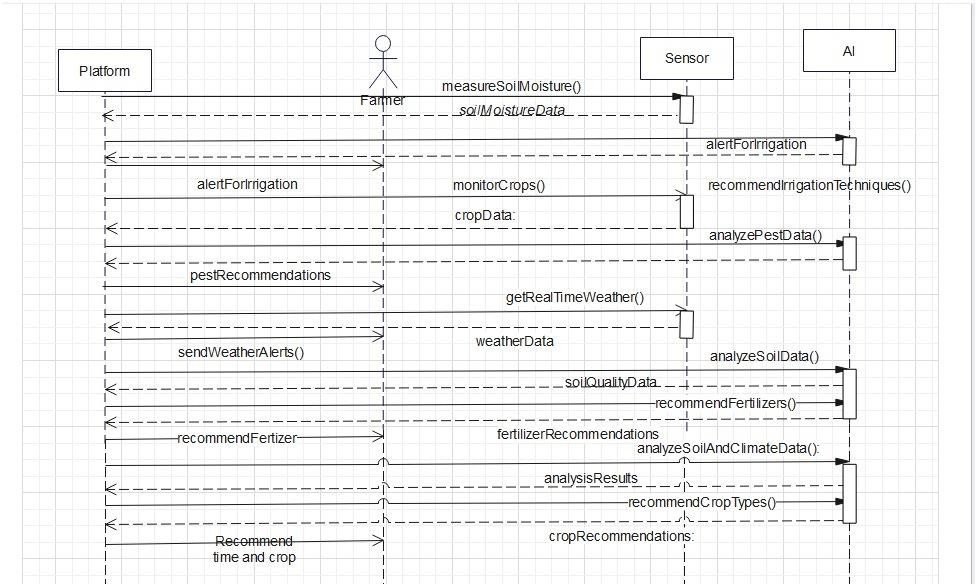 Platform
Farmer
Sensor
AI
measureSoilMoisture()
soilMoistureData
alertForIrrigation
alertForIrrigation
monitorCrops()
recommendIrrigationTechniques()
cropData:
analyzePestData()
pestRecommendations
getRealTimeWeather()
weatherData
sendWeatherAlerts()
analyzeSoilData()
soilQualityData
recommendFertilizers()
recommendFertizer
fertilizerRecommendations
analyzeSoilAndClimateData():
analysisResults
recommendCropTypes()
cropRecommendations:
Recommend
time and crop